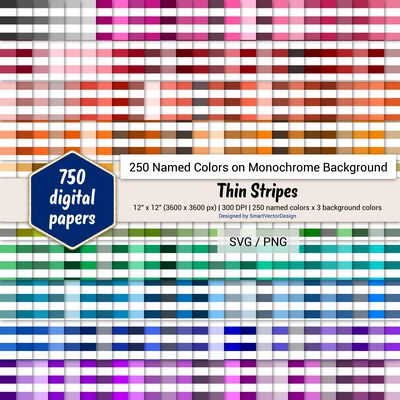 250 Named Colors on Monochrome Background
750
digital
papers
Thin Stripes
12" x 12" (3600 x 3600 px) | 300 DPI | 250 named colors x 3 background colors
Designed by SmartVectorDesign
SVG / PNG